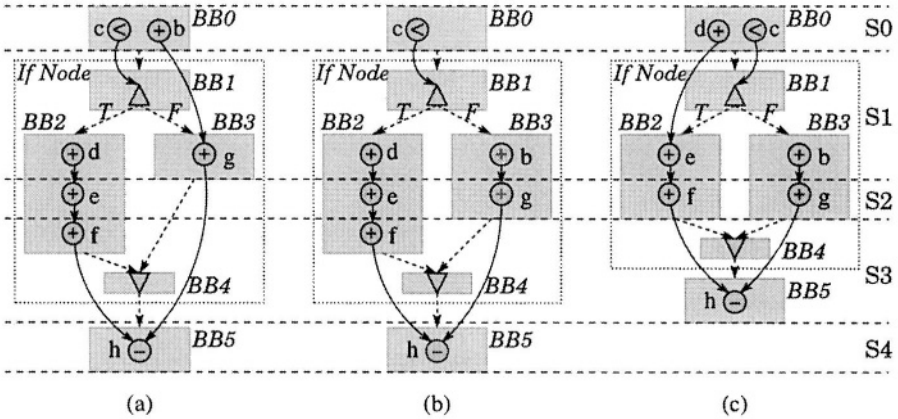 c < + b BB0
c < BB0
d + < c BB0
S0
If Node BB1
If Node BB1
If Node BB1
T F
T F
T F
S1
BB2 BB3
BB2 BB3
BB2 BB3
+ d + g
+ d + b
+ e + b
+ e
+ e + g
+ f + g
S2
+ f
+ f
BB4
BB4
BB4
S3
h - BB5
h - BB5
h - BB5
S4
(a) (b) (c)